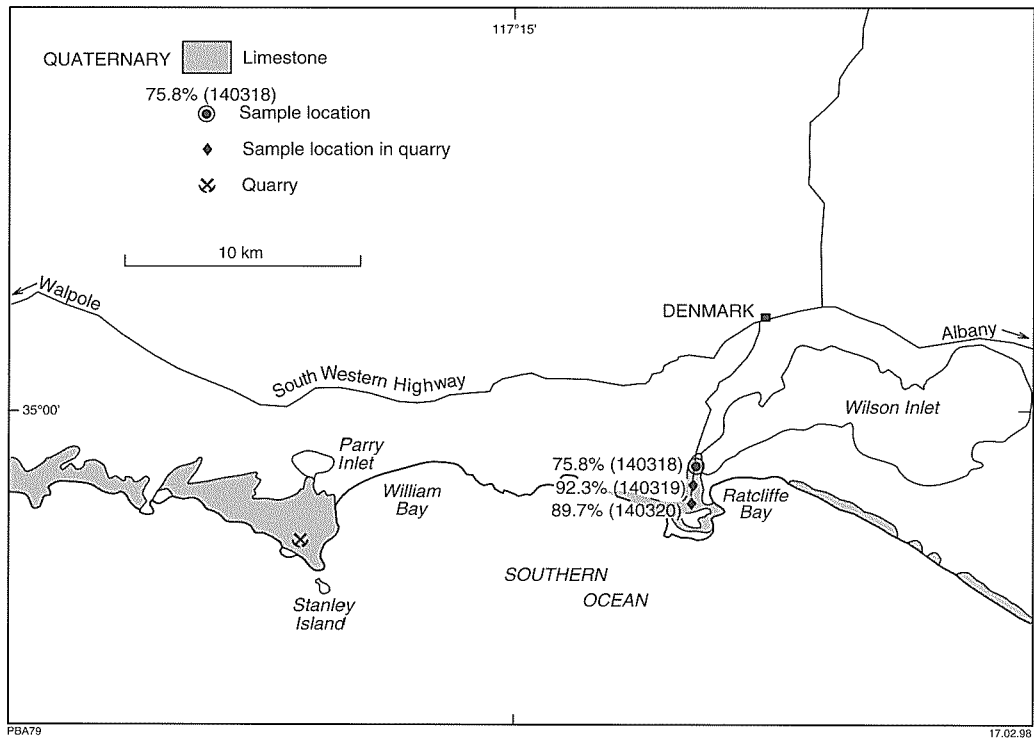 117°15'
QUATERNARY Limestone
75.8% (140318)
Sample location
Sample location in quarry
Quarry
10 km
Walpole
DENMARK
Albany
South Western Highway
35°00'
Wilson Inlet
Parry
Inlet
William
Bay
75.8% (140318)
92.3% (140319)
89.7% (140320)
Ratcliffe
Bay
SOUTHERN
OCEAN
Stanley
Island
PBA79
17.02.98